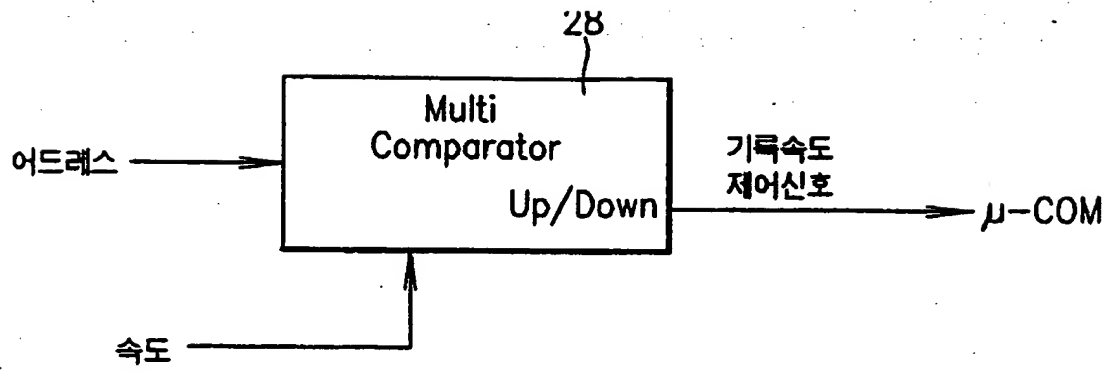 28
Multi
Comparator
어드레스
기록속도
제어신호
Up/Down
μ-COM
속도